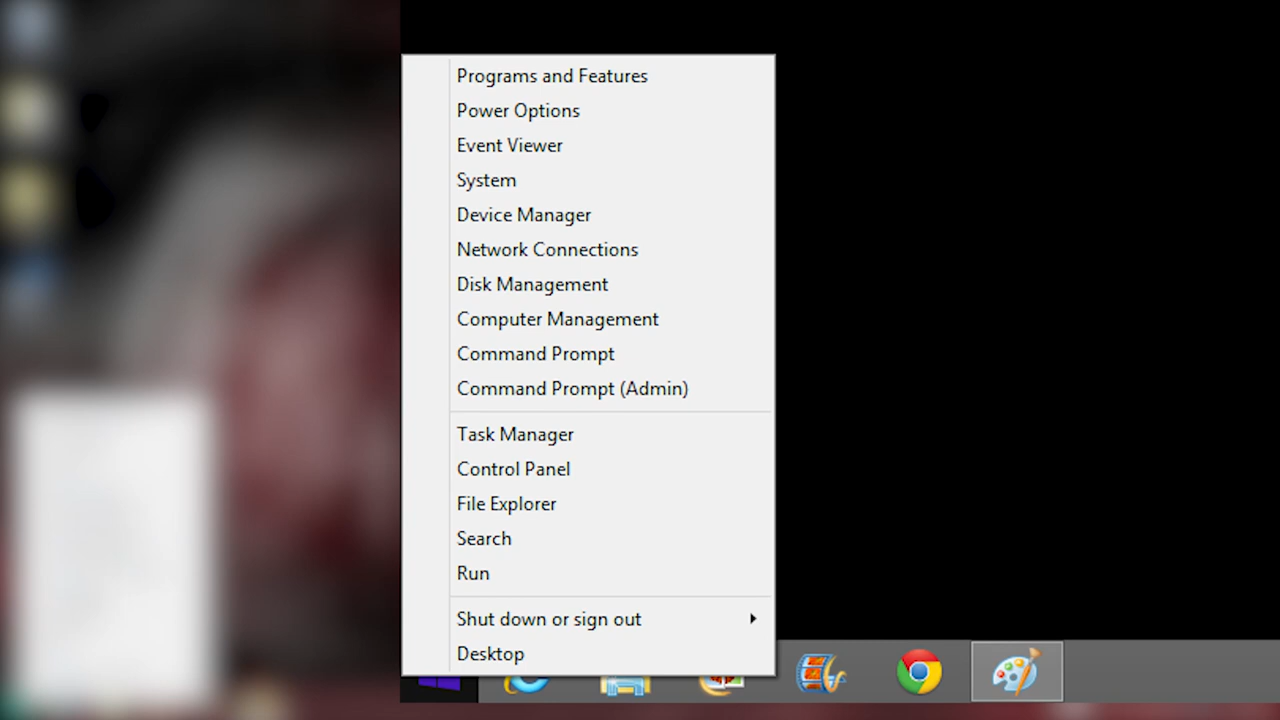 Programs and Features
Power Options
Event Viewer
System
Device Manager
Network Connections
Disk Management
Computer Management
Command Prompt
Command Prompt (Admin)
Task Manager
Control Panel
File Explorer
Search
Run
Shut down or sign out
Desktop